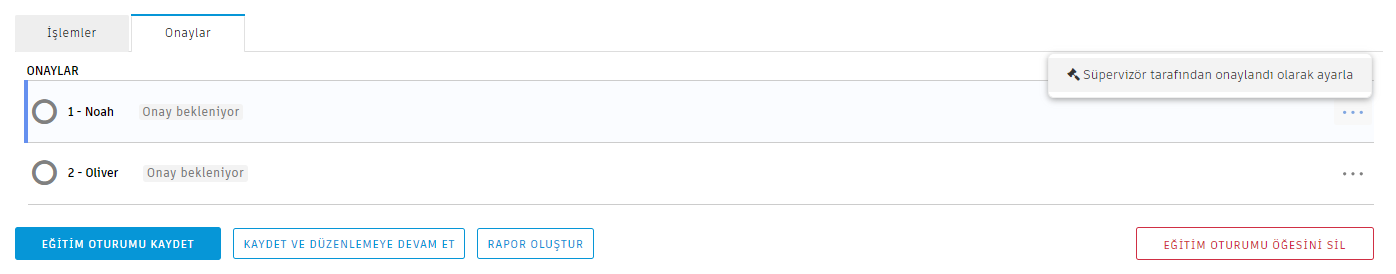 İşlemler
Onaylar
ONAYLAR
Süpervizör tarafından onaylandı olarak ayarla
1 - Noah Onay bekleniyor
2 - Oliver Onay bekleniyor
EĞİTİM OTURUMU KAYDET
KAYDET VE DÜZENLEMEYE DEVAM ET
RAPOR OLUŞTUR
EĞİTİM OTURUMU ÖĞESİNİ SİL